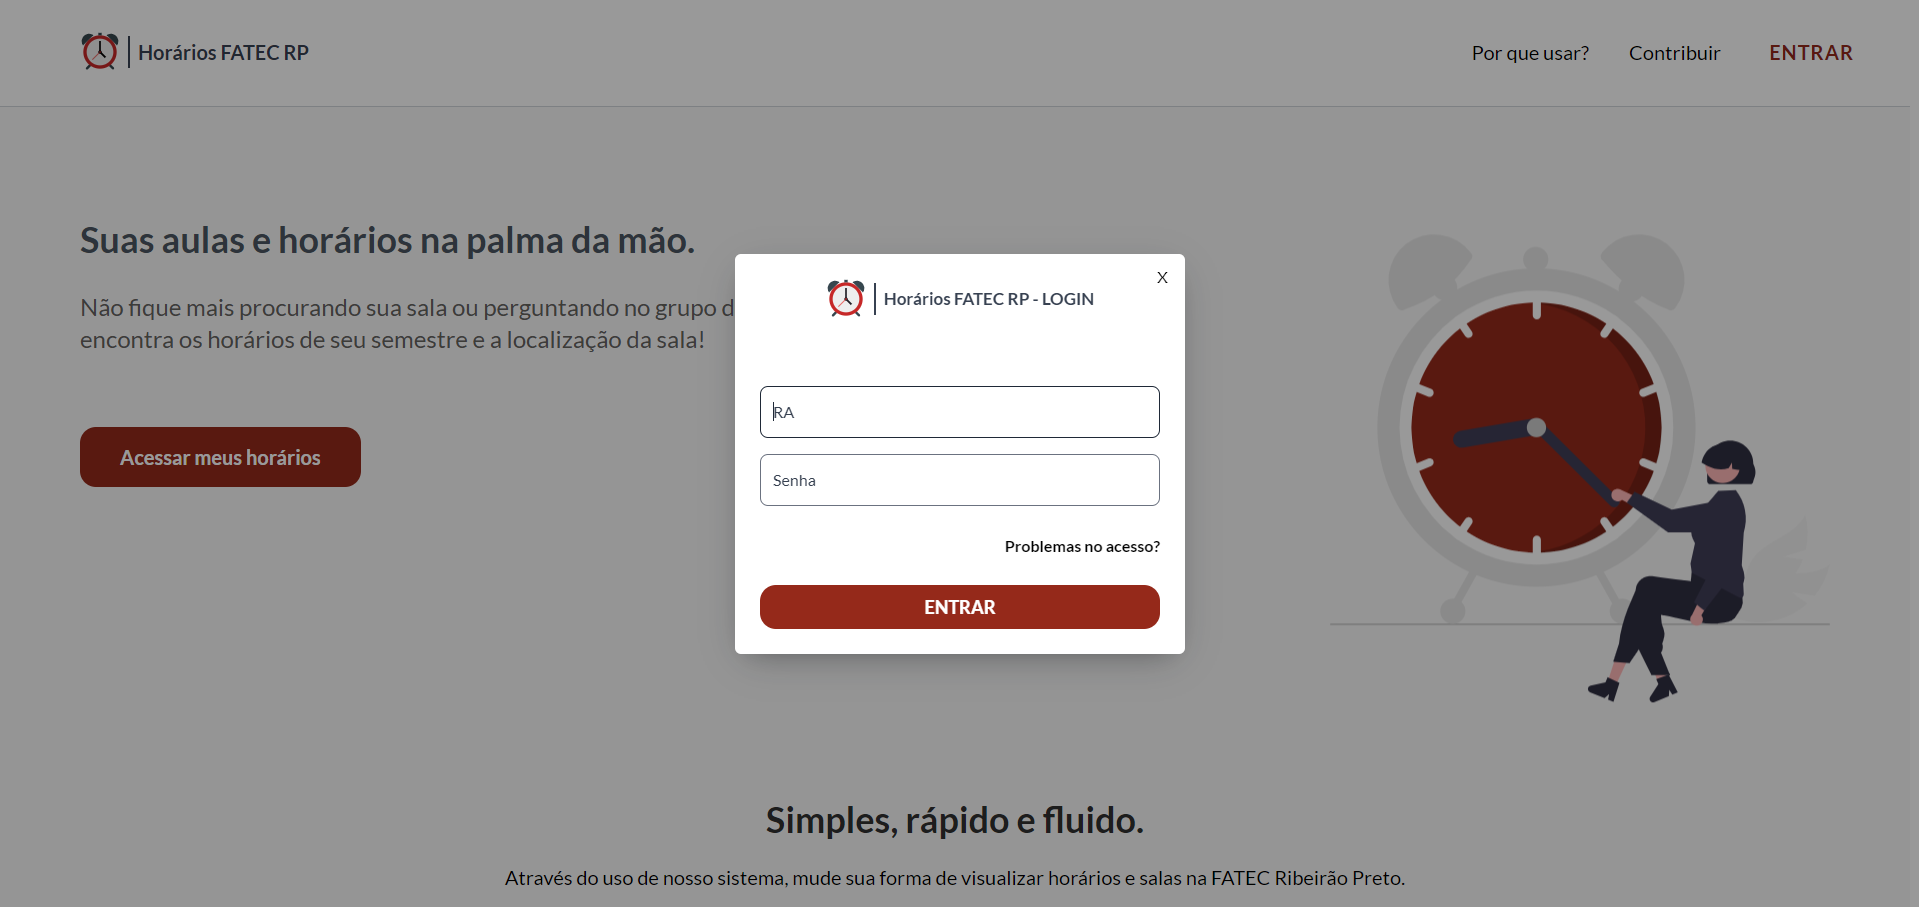 Horários FATEC RP
Por que usar?
Contribuir
ENTRAR
Suas aulas e horários na palma da mão.
Não fique mais procurando sua sala ou perguntando no grupo
encontra os horários de seu semestre e a localização da sala!
Acessar meus horários
X
Horários FATEC RP - LOGIN
RA
Senha
Problemas no acesso?
ENTRAR
Simples, rápido e fluido.
Através do uso de nosso sistema, mude sua forma de visualizar horários e salas na FATEC Ribeirão Preto.